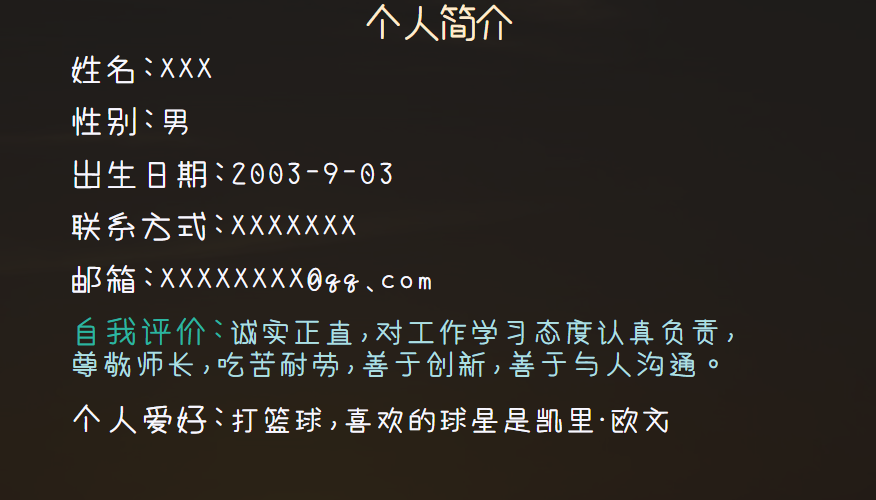 个人简介
姓名:XXX
性别:男
出生日期:2003-9-03
联系方式:XXXXXXX
邮箱:XXXXXXXX@qq、com
自我评价:诚实正直,对工作学习态度认真负责,
尊敬师长,吃苦耐劳,善于创新,善于与人沟通。
个人爱好:打篮球,喜欢的球星是凯里·欧文